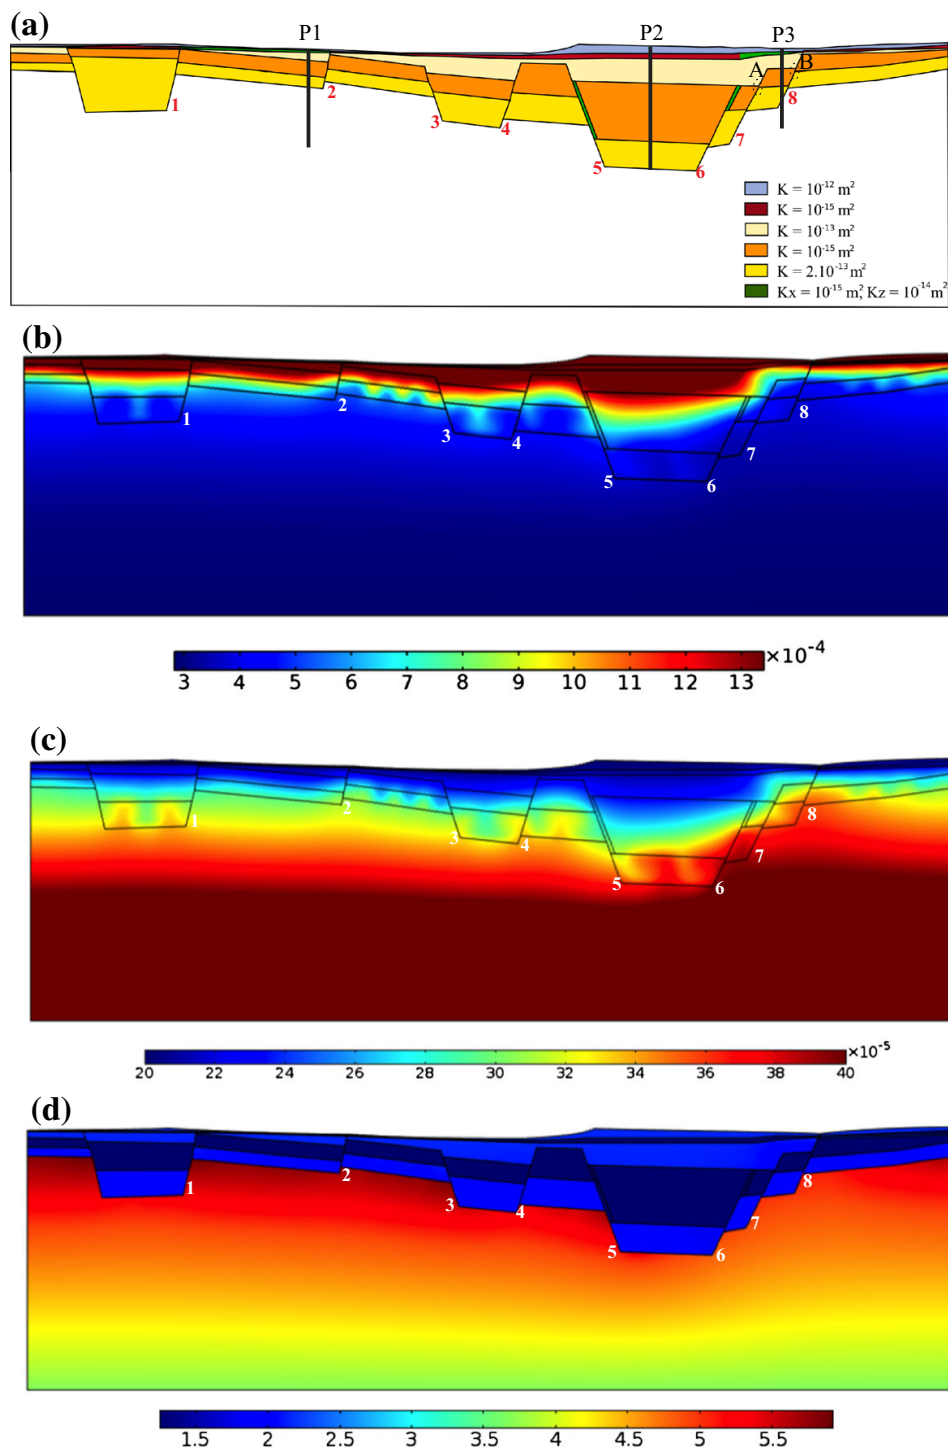 (a)
P1
P2
P3
A
B
1
2
3
4
5
6
7
8
K = 10⁻¹² m²
K = 10⁻¹⁵ m²
K = 10⁻¹³ m²
K = 10⁻¹⁵ m²
K = 2.10⁻¹³ m²
Kx = 10⁻¹⁵ m², Kz = 10⁻¹⁴ m²
(b)
1
2
3
4
5
6
7
8
×10⁻⁴
3 4 5 6 7 8 9 10 11 12 13
(c)
1
2
3
4
5
6
7
8
×10⁻⁵
20 22 24 26 28 30 32 34 36 38 40
(d)
1
2
3
4
5
6
7
8
1.5 2 2.5 3 3.5 4 4.5 5 5.5